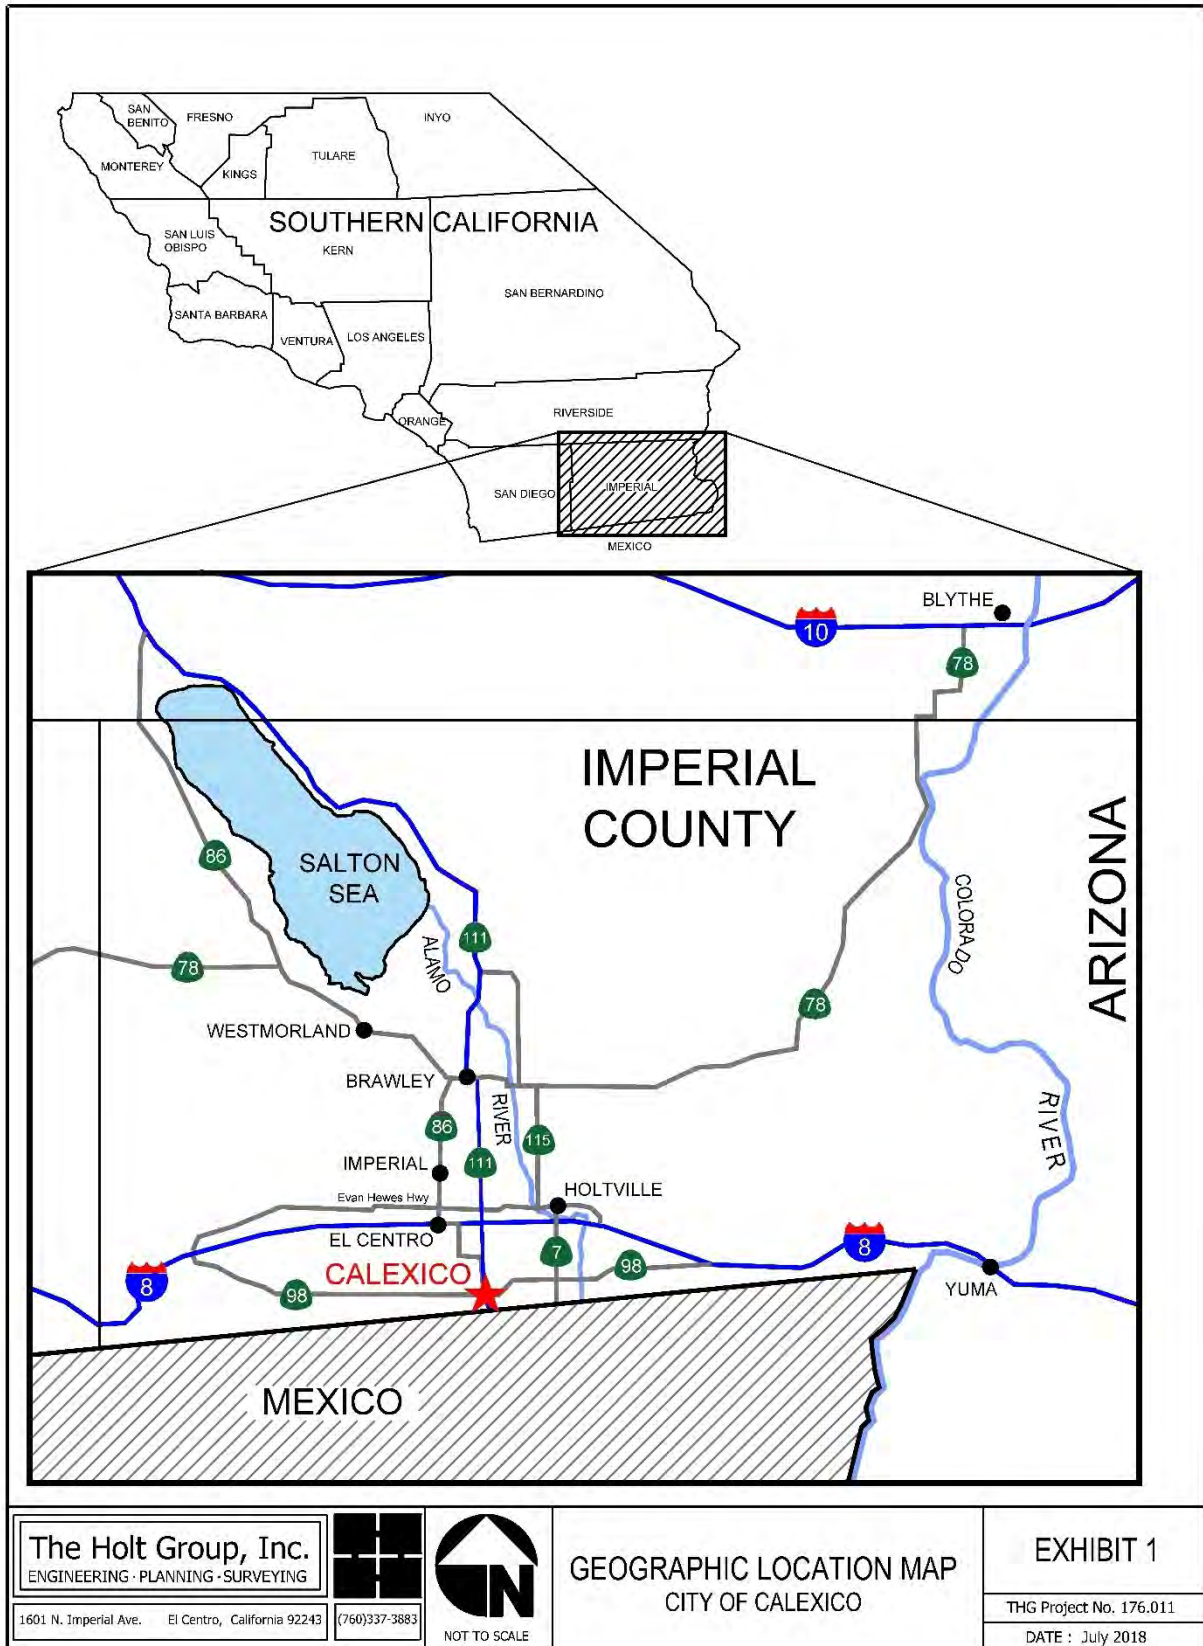 SAN
BENITO
FRESNO
INYO
MONTEREY
KINGS
TULARE
SOUTHERN CALIFORNIA
SAN LUIS
OBISPO
KERN
SAN BERNARDINO
SANTA BARBARA
VENTURA
LOS ANGELES
ORANGE
RIVERSIDE
SAN DIEGO
IMPERIAL
MEXICO
BLYTHE
10
78
IMPERIAL
COUNTY
ARIZONA
86
SALTON
SEA
COLORADO
111
ALAMO
78
78
WESTMORLAND
BRAWLEY
RIVER
RIVER
86
115
111
IMPERIAL
HOLTVILLE
Evan Hewes Hwy
EL CENTRO
7
8
98
CALEXICO
8
98
YUMA
MEXICO
The Holt Group, Inc.
ENGINEERING · PLANNING · SURVEYING
1601 N. Imperial Ave. El Centro, California 92243
(760)337-3883
N
NOT TO SCALE
GEOGRAPHIC LOCATION MAP
CITY OF CALEXICO
EXHIBIT 1
THG Project No. 176.011
DATE : July 2018